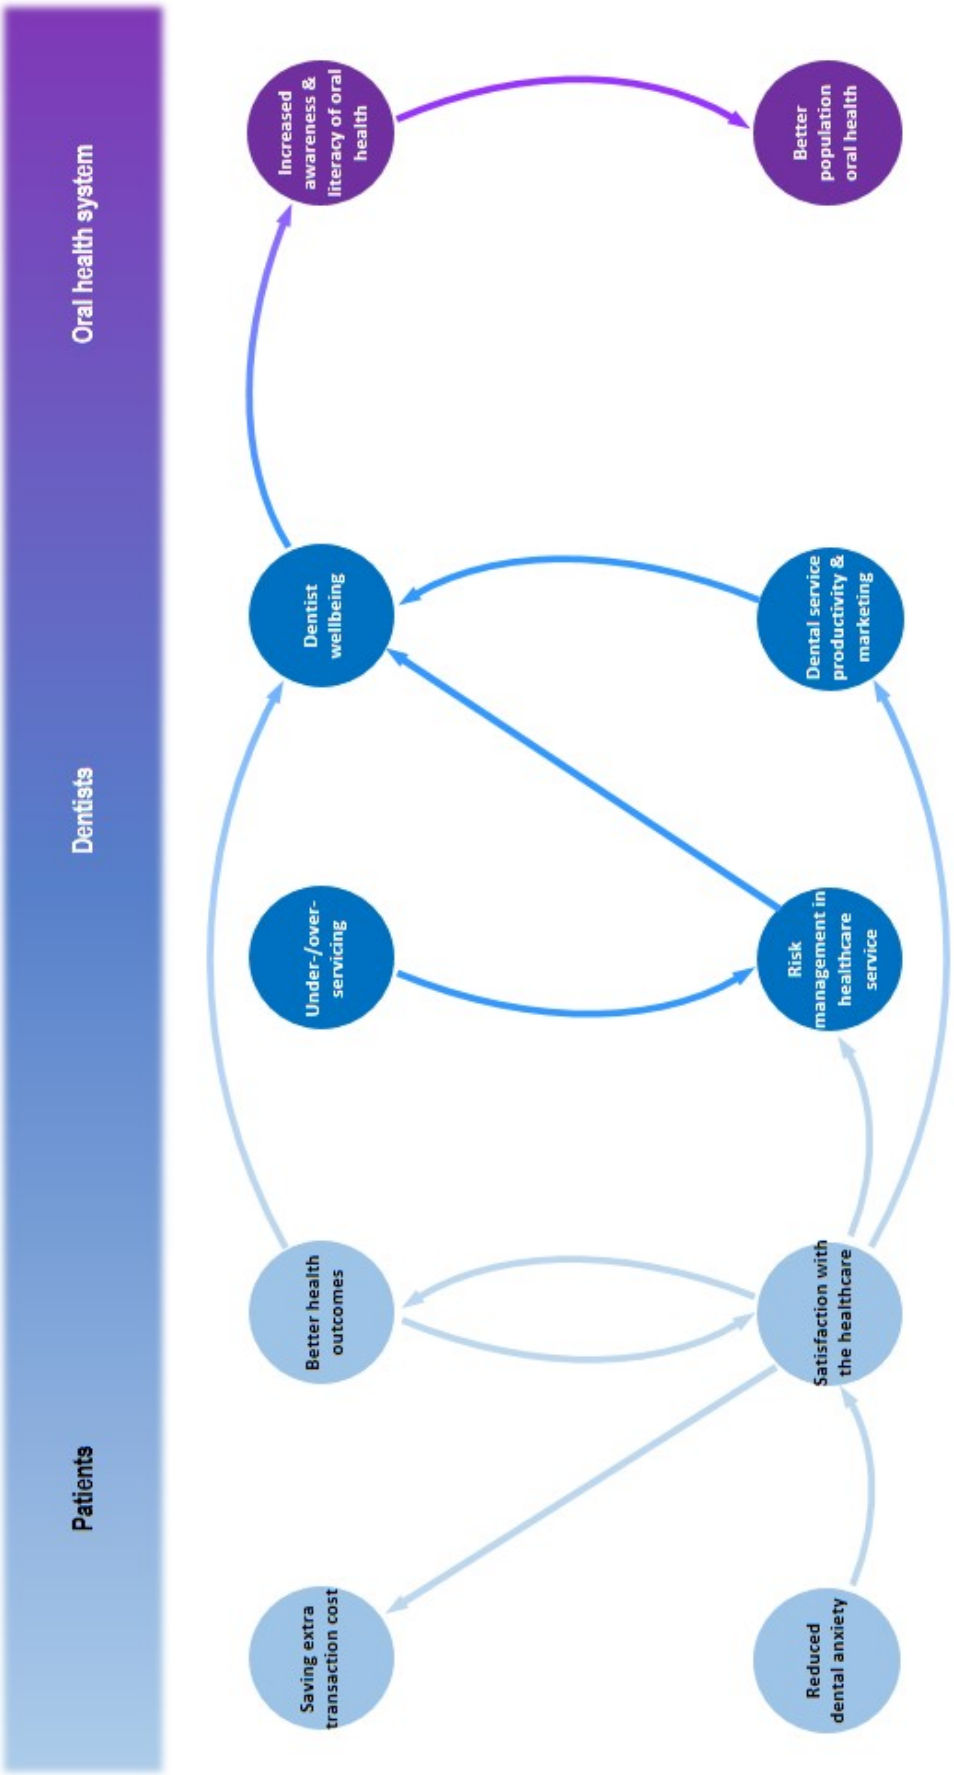 Patients
Dentists
Oral health system
Saving extra
transaction cost
Better health
outcomes
Under-/over-
servicing
Dentist
wellbeing
Increased
awareness &
literacy of oral
health
Reduced
dental anxiety
Satisfaction with
the healthcare
Risk
management in
healthcare
service
Dental service
productivity &
marketing
Better
population
oral health